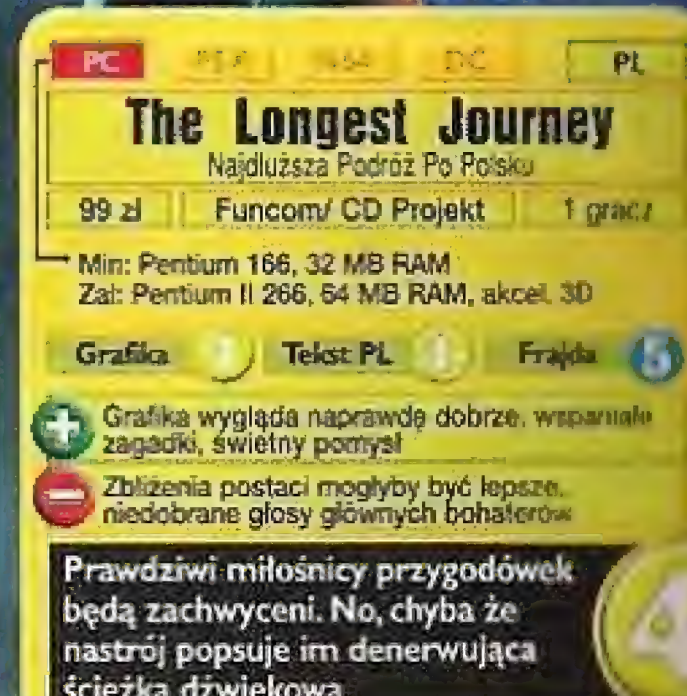 PC PL
The Longest Journey
Najdłuższa Podróż Po Polsku
99 zł Funcom/ CD Projekt 1 gracz
Min: Pentium 166, 32 MB RAM
Zal: Pentium II 266, 64 MB RAM, akcel. 3D
Grafika Tekst PL Frajda 5
Grafika wygląda naprawdę dobrze, wspaniałe
zagadki, świetny pomysł
Zbliżenia postaci mogłyby być lepsze,
niedobrane głosy głównych bohaterów
Prawdziwi miłośnicy przygodówek
będą zachwyceni. No, chyba że
nastrój popsuje im denerwująca
ścieżka dźwiękowa
4